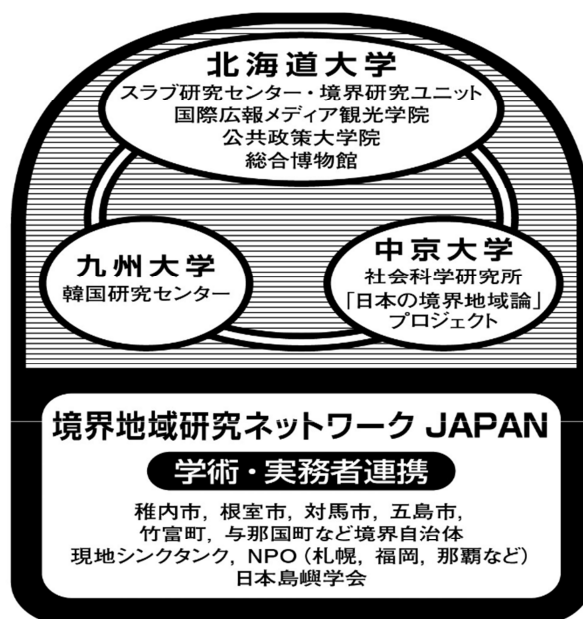 北海道大学
スラブ研究センター・境界研究ユニット
国際広報メディア観光学院
公共政策大学院
総合博物館
九州大学
韓国研究センター
中京大学
社会科学研究所
「日本の境界地域論」
プロジェクト
境界地域研究ネットワーク JAPAN
学術・実務者連携
稚内市, 根室市, 対馬市, 五島市,
竹富町, 与那国町など境界自治体
現地シンクタンク, NPO（札幌, 福岡, 那覇など）
日本島嶼学会